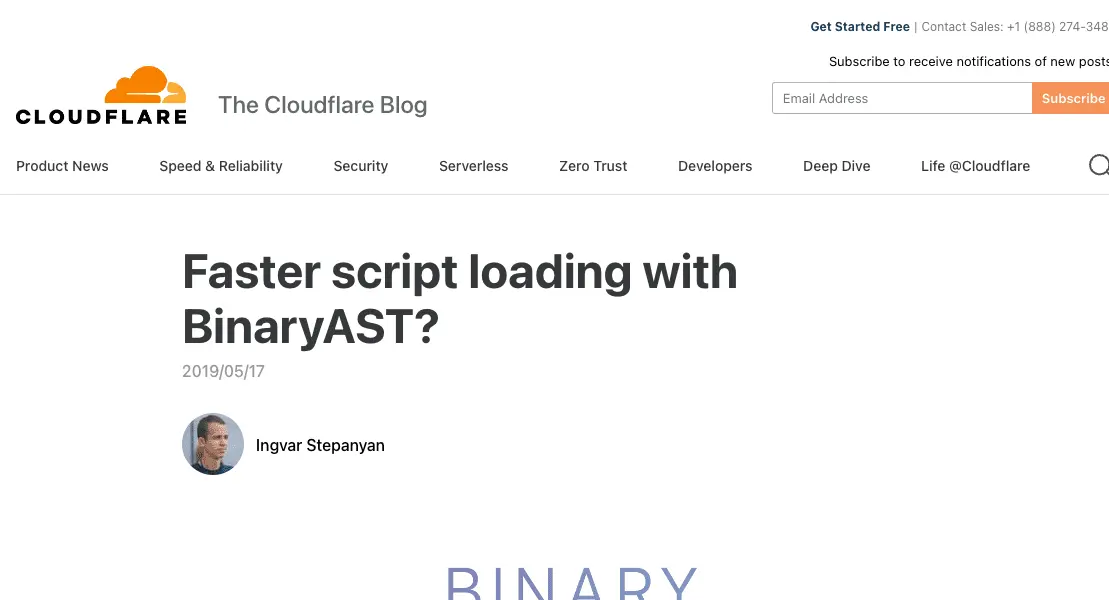 Get Started Free | Contact Sales: +1 (888) 274-348
Subscribe to receive notifications of new posts
Email Address
Subscribe
CLOUDFLARE
The Cloudflare Blog
Product News Speed & Reliability Security Serverless Zero Trust Developers Deep Dive Life @Cloudflare
Faster script loading with
BinaryAST?
2019/05/17
Ingvar Stepanyan
BINARY